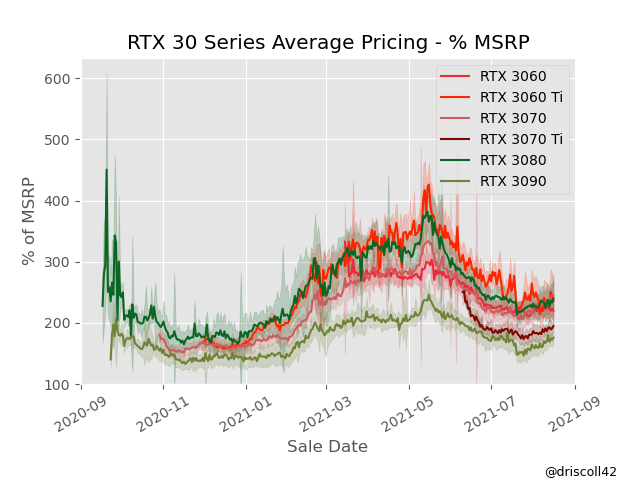 RTX 30 Series Average Pricing - % MSRP
% of MSRP
600
500
400
300
200
100
RTX 3060
RTX 3060 Ti
RTX 3070
RTX 3070 Ti
RTX 3080
RTX 3090
2020-09
2020-11
2021-01
2021-03
2021-05
2021-07
2021-09
Sale Date
@driscoll42